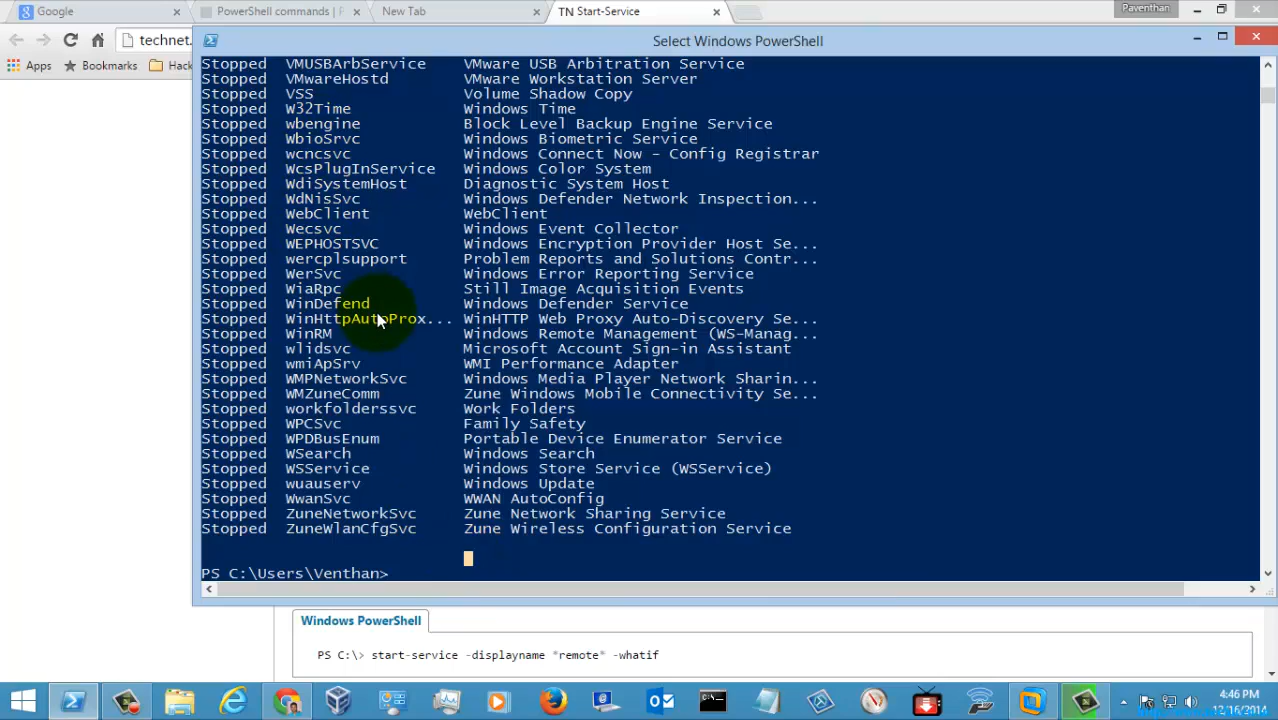 Google
PowerShell commands | P
New Tab
TN Start-Service
Paventhan
technet.
Apps
Bookmarks
Hack
Select Windows PowerShell
Stopped VMUSBArbService VMware USB Arbitration Service
Stopped VMwareHostd VMware Workstation Server
Stopped VSS Volume Shadow Copy
Stopped W32Time Windows Time
Stopped wbengine Block Level Backup Engine Service
Stopped WbioSrvc Windows Biometric Service
Stopped wcncsvc Windows Connect Now - Config Registrar
Stopped WcsPlugInService Windows Color System
Stopped WdiSystemHost Diagnostic System Host
Stopped WdNisSvc Windows Defender Network Inspection...
Stopped WebClient WebClient
Stopped Wecsvc Windows Event Collector
Stopped WEPHOSTSVC Windows Encryption Provider Host Se...
Stopped wercplsupport Problem Reports and Solutions Contr...
Stopped WerSvc Windows Error Reporting Service
Stopped WiaRpc Still Image Acquisition Events
Stopped WinDefend Windows Defender Service
Stopped WinHttpAutoProx... WinHTTP Web Proxy Auto-Discovery Se...
Stopped WinRM Windows Remote Management (WS-Manag...
Stopped wlidsvc Microsoft Account Sign-in Assistant
Stopped wmiApSrv WMI Performance Adapter
Stopped WMPNetworkSvc Windows Media Player Network Sharin...
Stopped WMZuneComm Zune Windows Mobile Connectivity Se...
Stopped workfolderssvc Work Folders
Stopped WPCSvc Family Safety
Stopped WPDBusEnum Portable Device Enumerator Service
Stopped WSearch Windows Search
Stopped WSService Windows Store Service (WSService)
Stopped wuauserv Windows Update
Stopped WwanSvc WWAN AutoConfig
Stopped ZuneNetworkSvc Zune Network Sharing Service
Stopped ZuneWlanCfgSvc Zune Wireless Configuration Service
PS C:\Users\Venthan>
Windows PowerShell
PS C:\> start-service -displayname *remote* -whatif
4:46 PM
12/16/2014